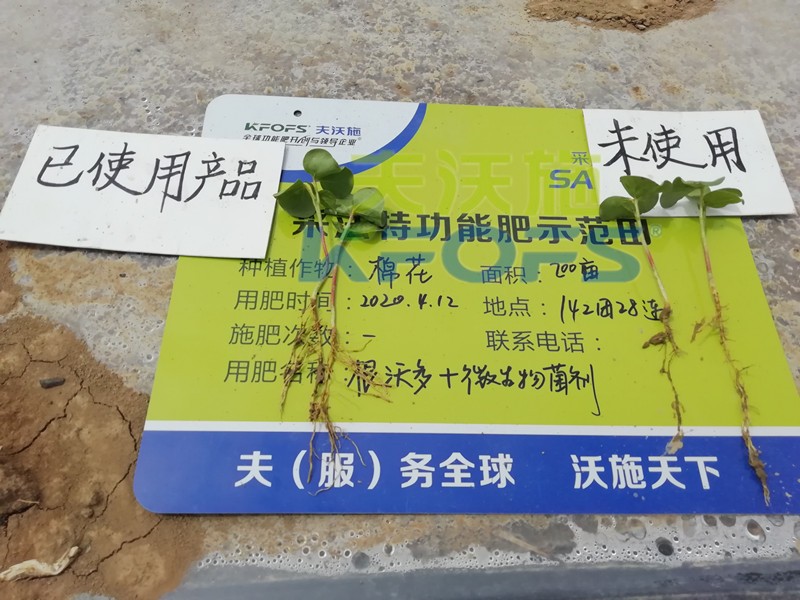 已使用产品
KFOFS 夫沃施
全球功能肥开创与领导企业
未使用
采
SA
夫沃施
KFOFS
特功能肥示范田
种植作物：棉花
面积：700亩
用肥时间：2020.4.12
地点：142团28连
施肥次数：一
联系电话：
用肥名称：根沃多+微生物菌剂
夫（服）务全球 沃施天下